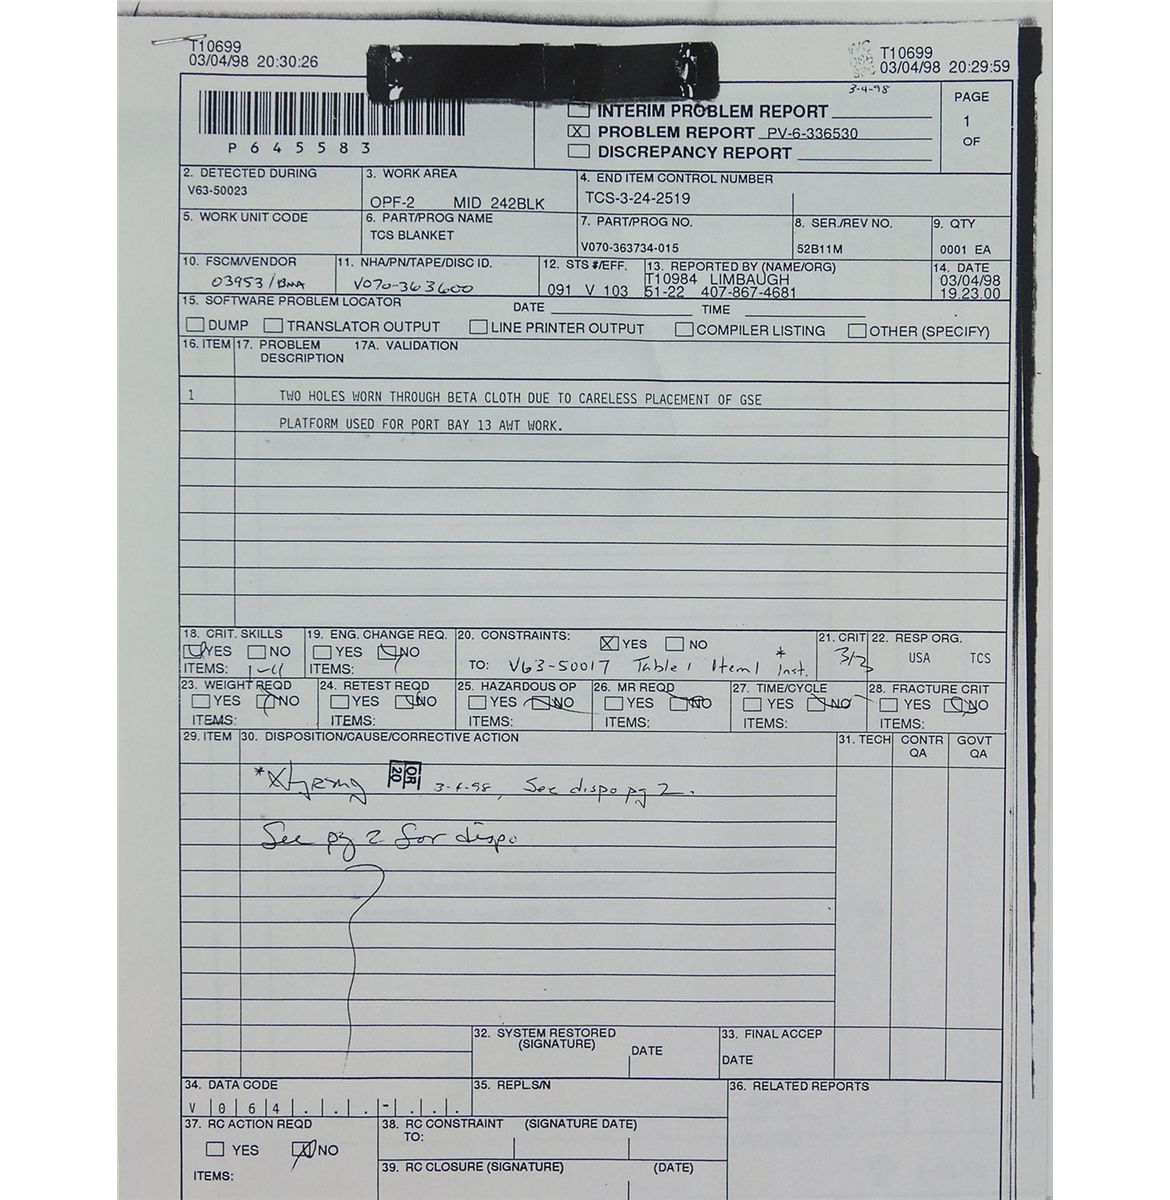 T10699
03/04/98 20:30:26
T10699
03/04/98 20:29:59
3-4-98
P645583
INTERIM PROBLEM REPORT
X PROBLEM REPORT PV-6-336530
DISCREPANCY REPORT
PAGE
1
OF
2. DETECTED DURING
V63-50023
3. WORK AREA
OPF-2 MID 242BLK
4. END ITEM CONTROL NUMBER
TCS-3-24-2519
5. WORK UNIT CODE
6. PART/PROG NAME
TCS BLANKET
7. PART/PROG NO.
V070-363734-015
8. SER./REV NO.
52B11M
9. QTY
0001 EA
10. FSCM/VENDOR
03953/BNA
11. NHA/PN/TAPE/DISC ID.
V070-363600
12. STS #/EFF.
091 V 103
13. REPORTED BY (NAME/ORG)
T10984 LIMBAUGH
51-22 407-867-4681
14. DATE
03/04/98
19.23.00
15. SOFTWARE PROBLEM LOCATOR
DATE
TIME
DUMP TRANSLATOR OUTPUT LINE PRINTER OUTPUT COMPILER LISTING OTHER (SPECIFY)
16. ITEM 17. PROBLEM DESCRIPTION 17A. VALIDATION
1 TWO HOLES WORN THROUGH BETA CLOTH DUE TO CARELESS PLACEMENT OF GSE
PLATFORM USED FOR PORT BAY 13 AWT WORK.
18. CRIT. SKILLS
YES NO
ITEMS: 1-11
19. ENG. CHANGE REQ.
YES NO
ITEMS:
20. CONSTRAINTS:
X YES NO
TO: V63-50017 Table 1 Item 1 Inst. *
21. CRIT
3/3
22. RESP ORG.
USA TCS
23. WEIGHT REQD
YES NO
ITEMS:
24. RETEST REQD
YES NO
ITEMS:
25. HAZARDOUS OP
YES NO
ITEMS:
26. MR REQD
YES NO
ITEMS:
27. TIME/CYCLE
YES NO
ITEMS:
28. FRACTURE CRIT
YES NO
ITEMS:
29. ITEM 30. DISPOSITION/CAUSE/CORRECTIVE ACTION
31. TECH CONTR QA GOVT QA
* OR 20 3-4-98, See dispo pg 2.
See pg 2 for dispo
32. SYSTEM RESTORED
(SIGNATURE)
DATE
33. FINAL ACCEP
DATE
34. DATA CODE
V 0 6 4 . . . - . . .
35. REPL.S/N
36. RELATED REPORTS
37. RC ACTION REQD
YES X NO
ITEMS:
38. RC CONSTRAINT (SIGNATURE DATE)
TO:
39. RC CLOSURE (SIGNATURE) (DATE)